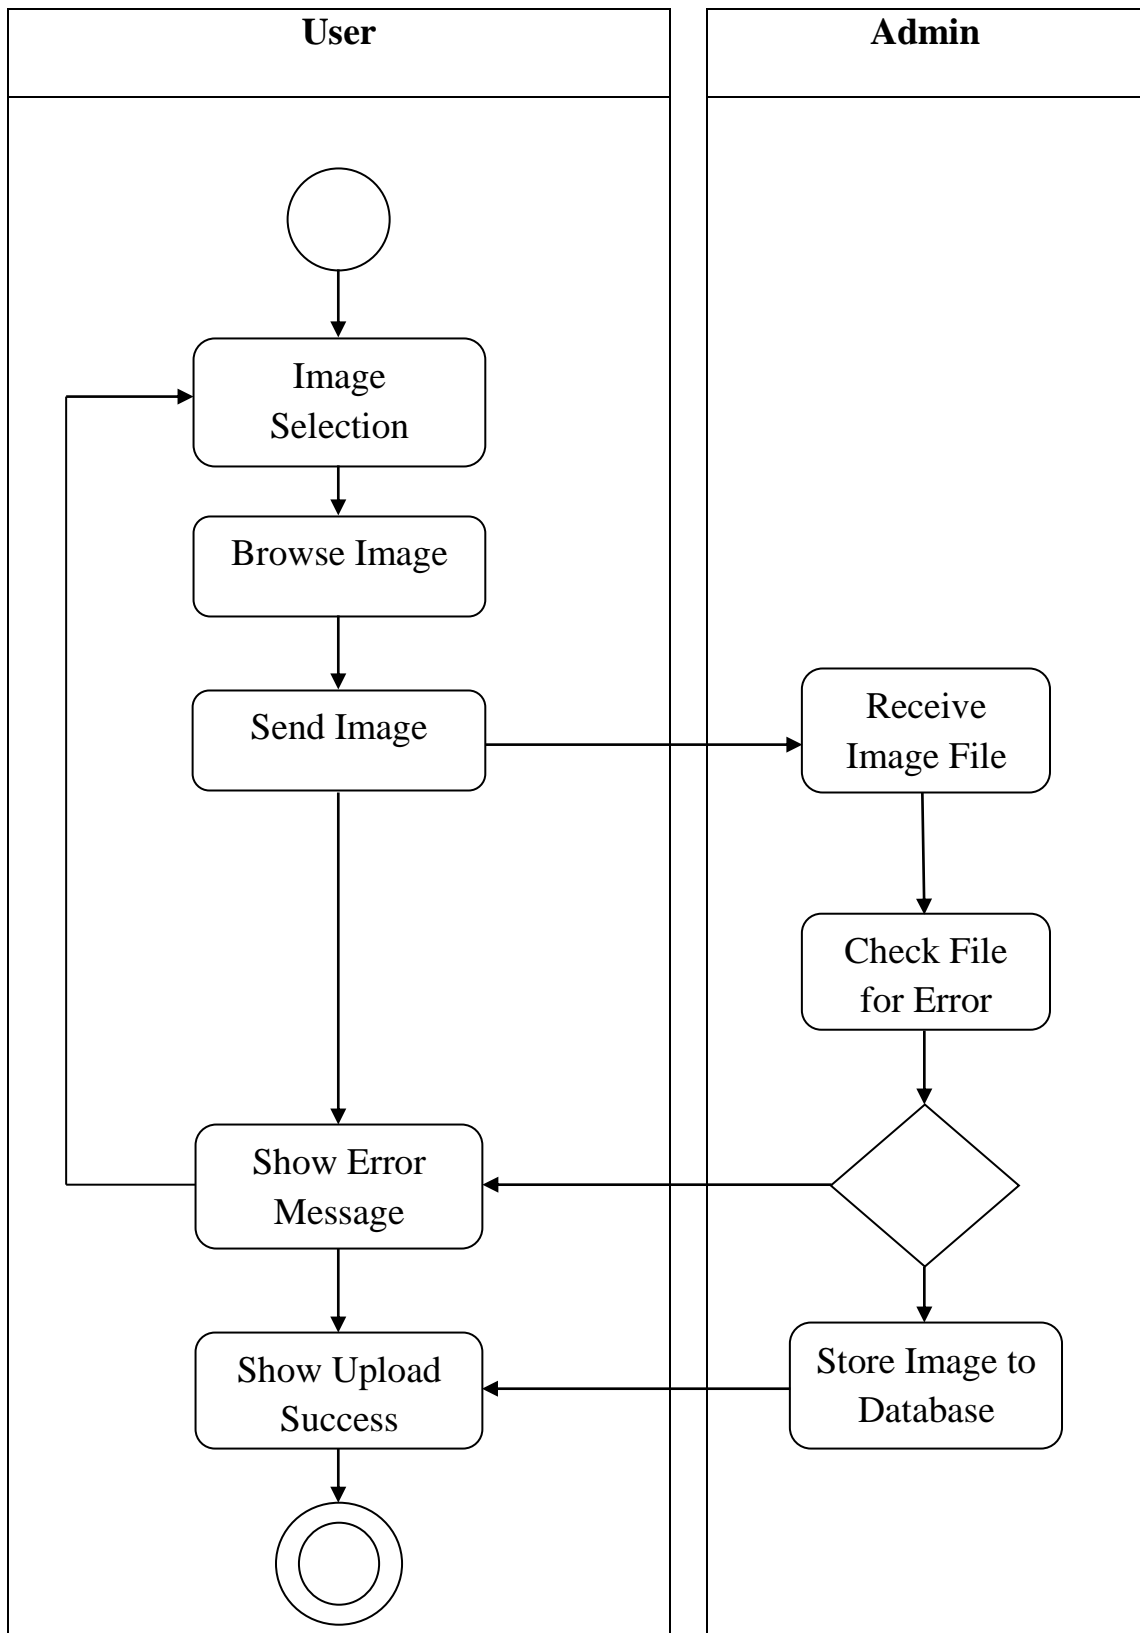 User
Admin
Image
Selection
Browse Image
Send Image
Receive
Image File
Check File
for Error
Show Error
Message
Show Upload
Success
Store Image to
Database